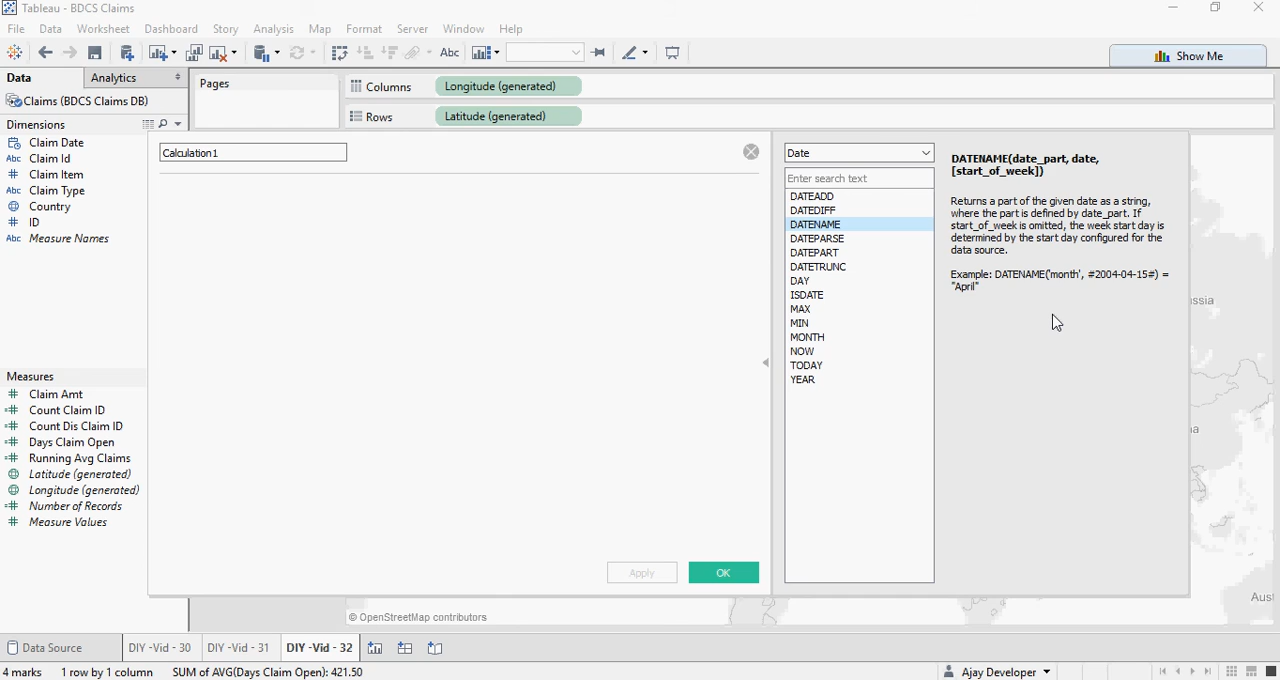 Tableau - BDCS Claims
File Data Worksheet Dashboard Story Analysis Map Format Server Window Help
Abc
Show Me
Data Analytics
Pages
Columns Longitude (generated)
Claims (BDCS Claims DB)
Rows Latitude (generated)
Dimensions
Claim Date
Abc Claim Id
Claim Item
Abc Claim Type
Country
ID
Abc Measure Names
Measures
Claim Amt
Count Claim ID
Count Dis Claim ID
Days Claim Open
Running Avg Claims
Latitude (generated)
Longitude (generated)
Number of Records
Measure Values
Calculation1
Apply OK
Date
Enter search text
DATEADD
DATEDIFF
DATENAME
DATEPARSE
DATEPART
DATETRUNC
DAY
ISDATE
MAX
MIN
MONTH
NOW
TODAY
YEAR
DATENAME(date_part, date,
[start_of_week])
Returns a part of the given date as a string,
where the part is defined by date_part. If
start_of_week is omitted, the week start day is
determined by the start day configured for the
data source.
Example: DATENAME('month', #2004-04-15#) =
"April"
ssia
na
Aust
© OpenStreetMap contributors
Data Source DIY -Vid - 30 DIY -Vid - 31 DIY -Vid - 32
4 marks 1 row by 1 column SUM of AVG(Days Claim Open): 421.50 Ajay Developer